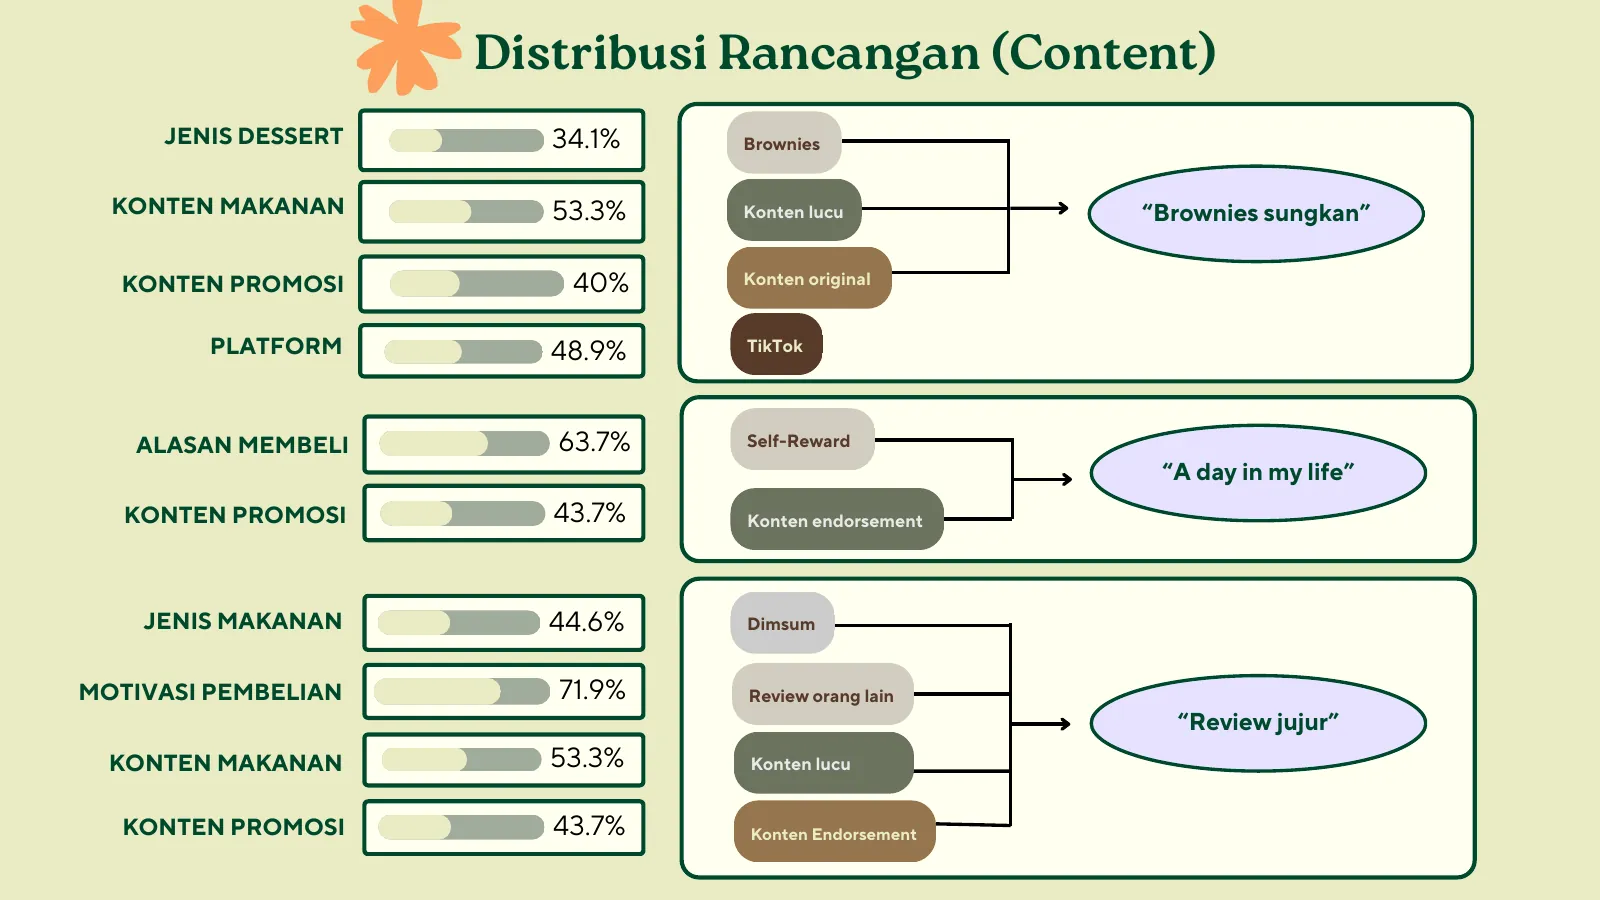 Distribusi Rancangan (Content)
JENIS DESSERT
34.1%
KONTEN MAKANAN
53.3%
KONTEN PROMOSI
40%
PLATFORM
48.9%
Brownies
Konten lucu
Konten original
TikTok
“Brownies sungkan”
ALASAN MEMBELI
63.7%
KONTEN PROMOSI
43.7%
Self-Reward
Konten endorsement
“A day in my life”
JENIS MAKANAN
44.6%
MOTIVASI PEMBELIAN
71.9%
KONTEN MAKANAN
53.3%
KONTEN PROMOSI
43.7%
Dimsum
Review orang lain
Konten lucu
Konten Endorsement
“Review jujur”